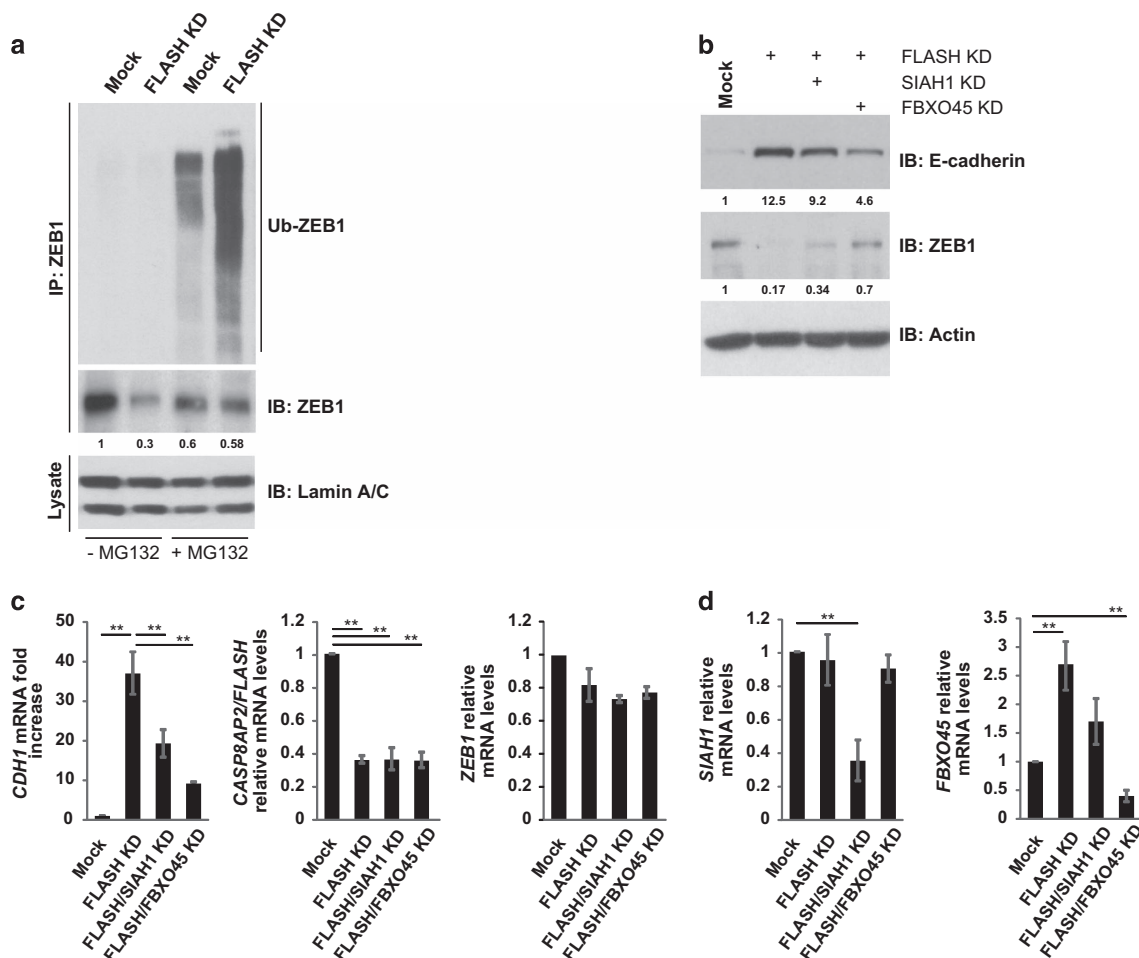 a
Mock
FLASH KD
Mock
FLASH KD
IP: ZEB1
Ub-ZEB1
IB: ZEB1
1 0.3 0.6 0.58
Lysate
IB: Lamin A/C
- MG132 + MG132
b
Mock
+ + + FLASH KD
+ SIAH1 KD
+ FBXO45 KD
IB: E-cadherin
1 12.5 9.2 4.6
IB: ZEB1
1 0.17 0.34 0.7
IB: Actin
c
CDH1 mRNA fold
increase
50
40
30
20
10
0
** **
**
Mock
FLASH KD
FLASH/SIAH1 KD
FLASH/FBXO45 KD
CASP8AP2/FLASH
relative mRNA levels
1.2
1
0.8
0.6
0.4
0.2
0
**
**
**
Mock
FLASH KD
FLASH/SIAH1 KD
FLASH/FBXO45 KD
ZEB1 relative
mRNA levels
1.2
1
0.8
0.6
0.4
0.2
0
Mock
FLASH KD
FLASH/SIAH1 KD
FLASH/FBXO45 KD
d
SIAH1 relative
mRNA levels
1.2
1
0.8
0.6
0.4
0.2
0
**
Mock
FLASH KD
FLASH/SIAH1 KD
FLASH/FBXO45 KD
FBXO45 relative
mRNA levels
3.5
3
2.5
2
1.5
1
0.5
0
**
**
Mock
FLASH KD
FLASH/SIAH1 KD
FLASH/FBXO45 KD